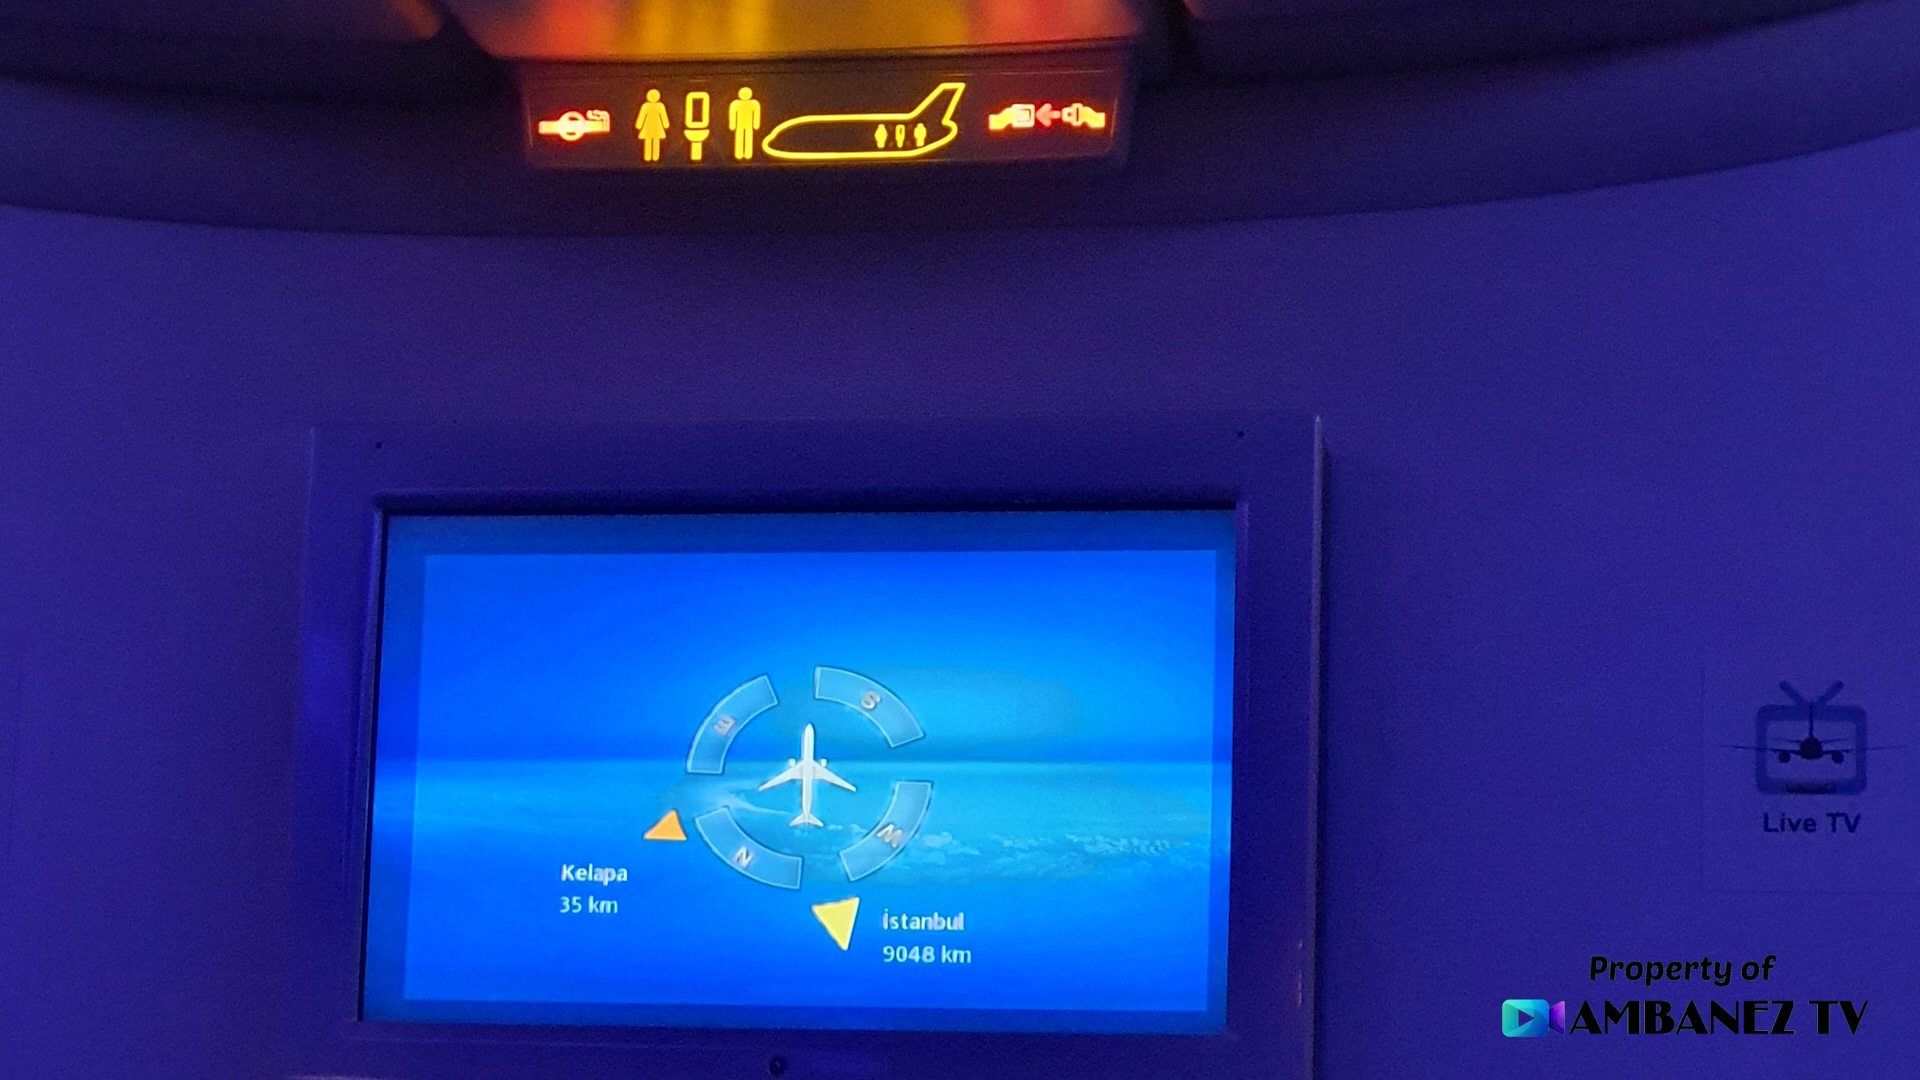 S
E
W
N
Kelapa
35 km
İstanbul
9048 km
Live TV
Property of
AMBANEZ TV